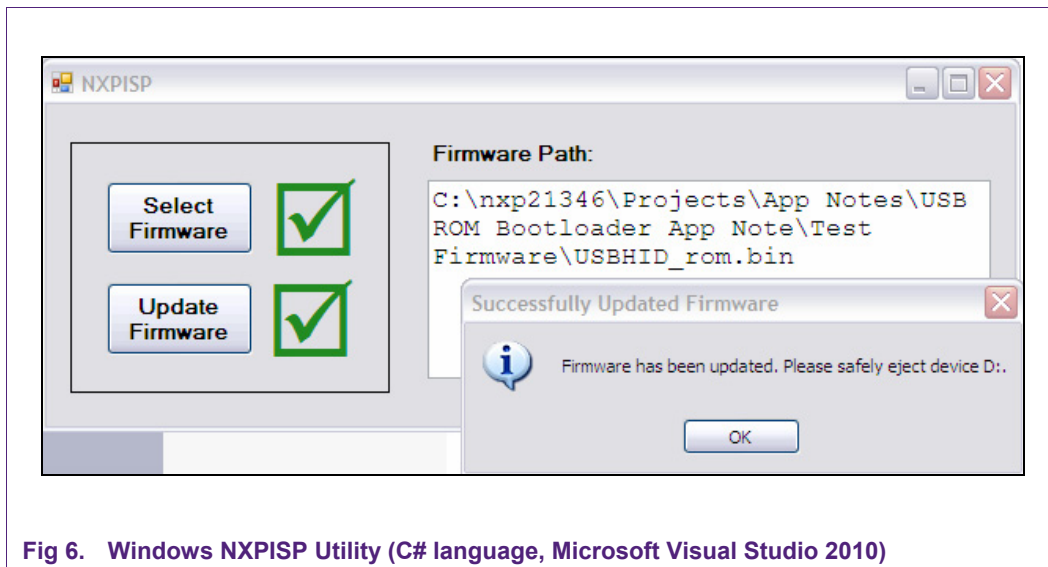 NXPISP
Select
Firmware
Update
Firmware
Firmware Path:
C:\nxp21346\Projects\App Notes\USB
ROM Bootloader App Note\Test
Firmware\USBHID_rom.bin
Successfully Updated Firmware
Firmware has been updated. Please safely eject device D:.
OK
Fig 6. Windows NXPISP Utility (C# language, Microsoft Visual Studio 2010)